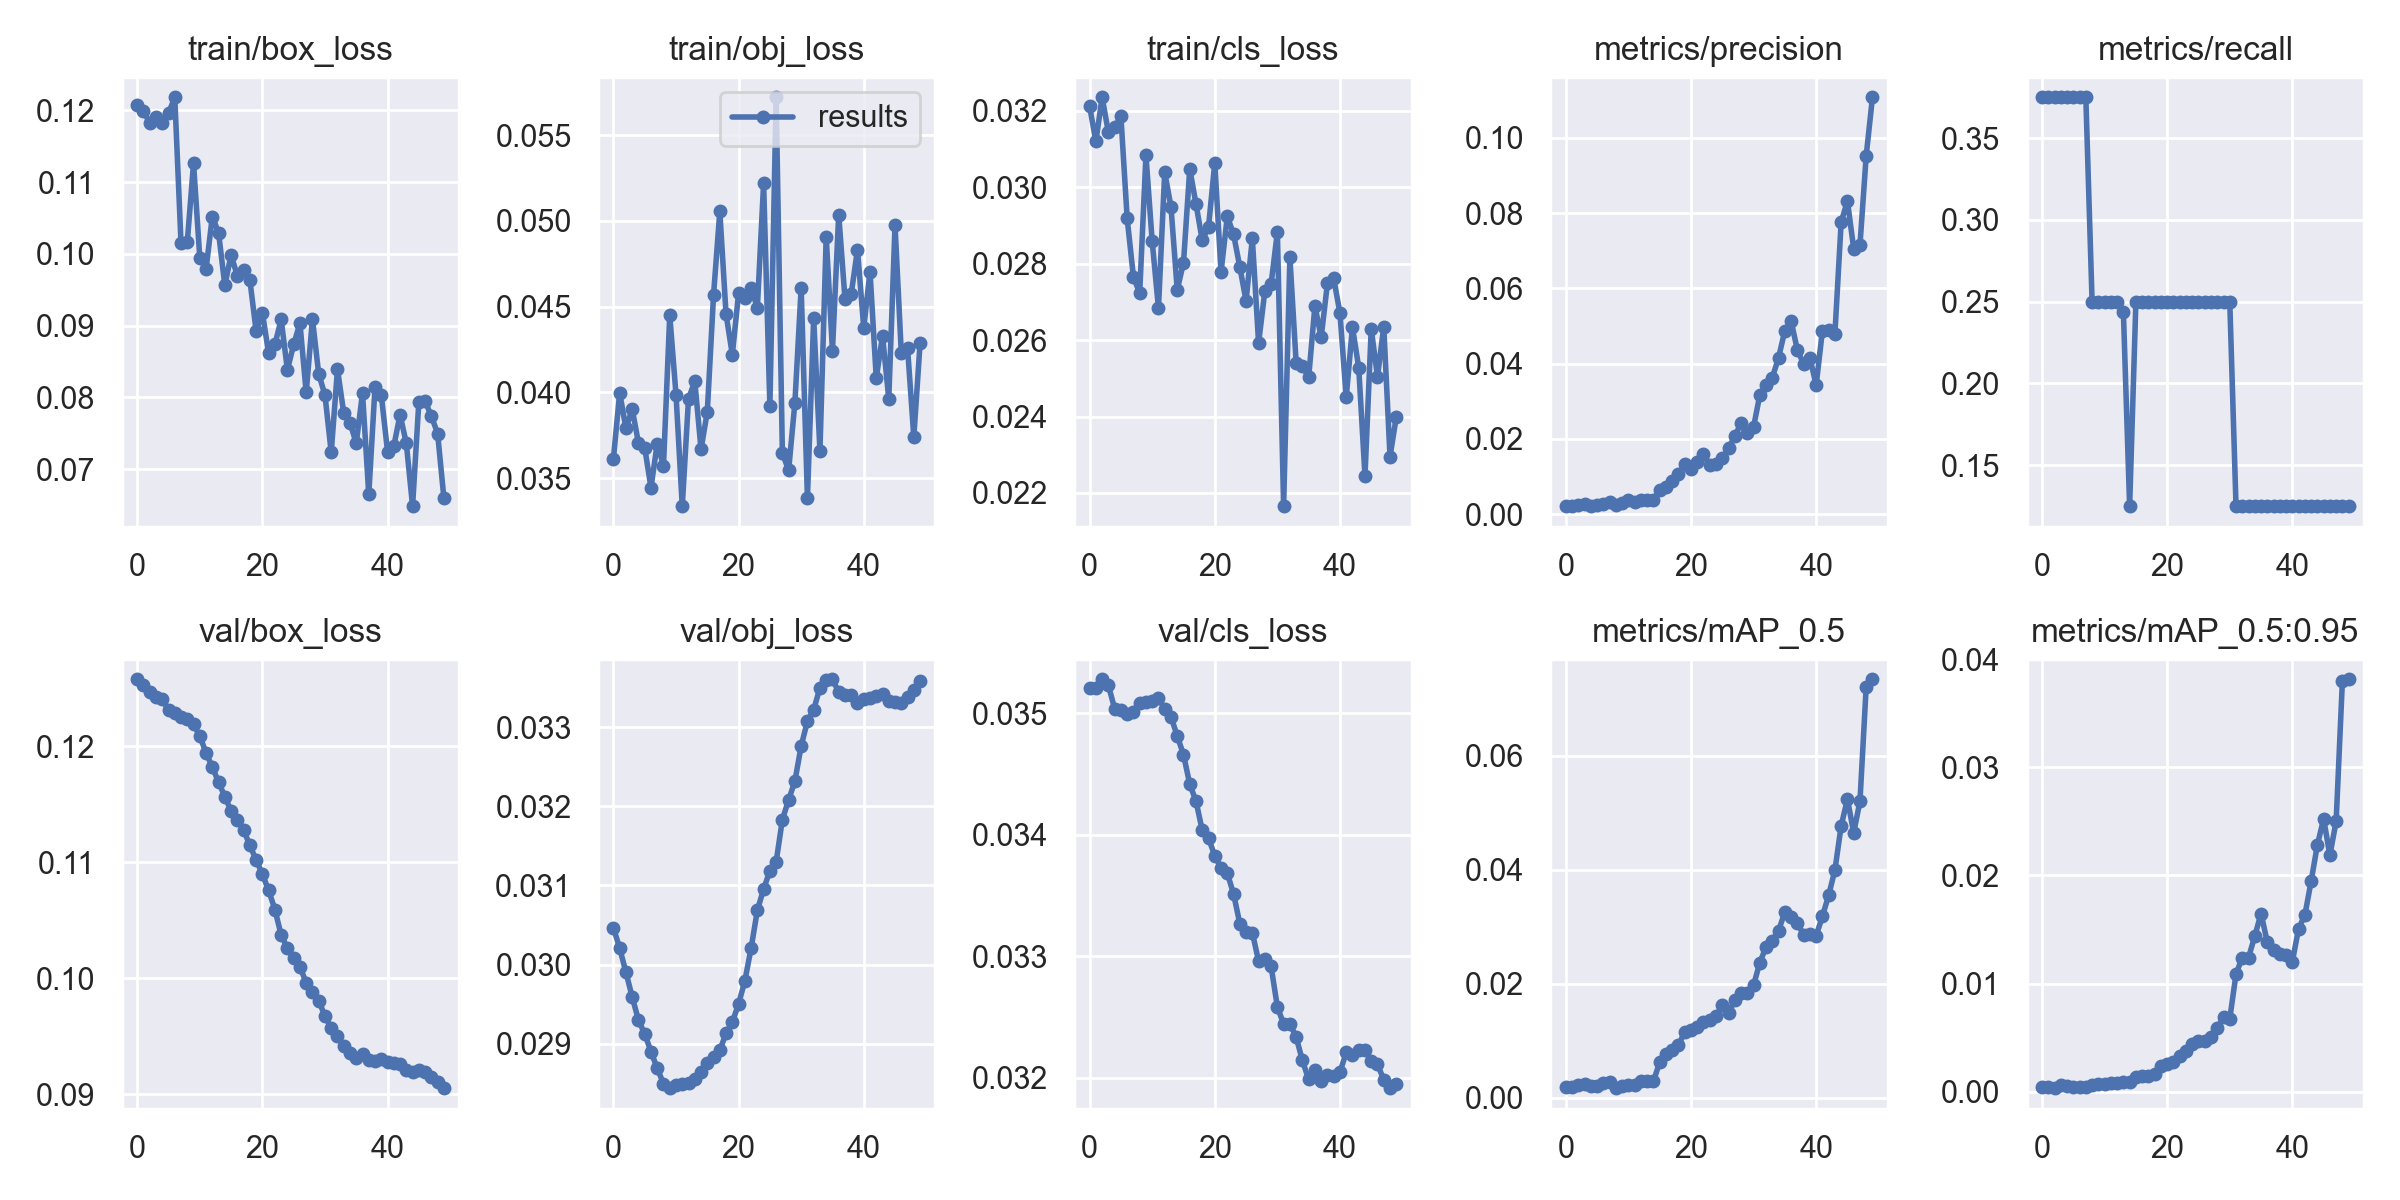 train/box_loss
0.12
0.11
0.10
0.09
0.08
0.07
0 20 40
train/obj_loss
results
0.055
0.050
0.045
0.040
0.035
0 20 40
train/cls_loss
0.032
0.030
0.028
0.026
0.024
0.022
0 20 40
metrics/precision
0.10
0.08
0.06
0.04
0.02
0.00
0 20 40
metrics/recall
0.35
0.30
0.25
0.20
0.15
0 20 40
val/box_loss
0.12
0.11
0.10
0.09
0 20 40
val/obj_loss
0.033
0.032
0.031
0.030
0.029
0 20 40
val/cls_loss
0.035
0.034
0.033
0.032
0 20 40
metrics/mAP_0.5
0.06
0.04
0.02
0.00
0 20 40
metrics/mAP_0.5:0.95
0.04
0.03
0.02
0.01
0.00
0 20 40